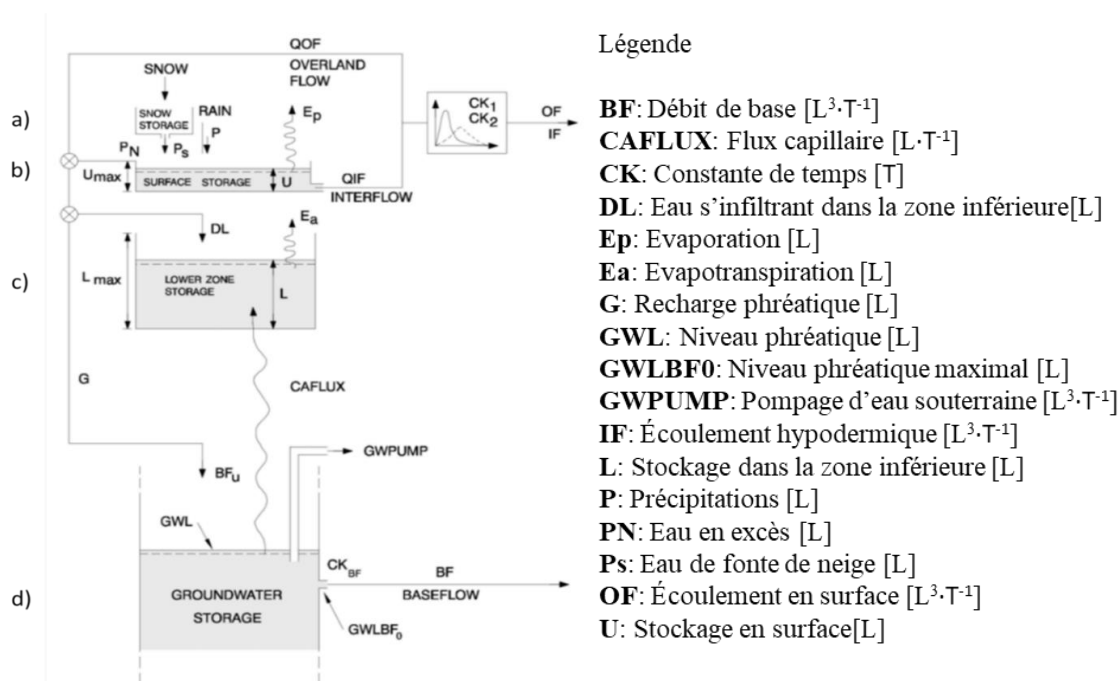 QOF
OVERLAND
FLOW
SNOW
SNOW
STORAGE
RAIN
P
Ps
Ep
CK1
CK2
OF
IF
a)
PN
b)
Umax
SURFACE STORAGE
U
QIF
INTERFLOW
DL
Ea
c)
L max
LOWER ZONE
STORAGE
L
G
CAFLUX
BFu
GWPUMP
GWL
CKBF
BF
BASEFLOW
d)
GROUNDWATER
STORAGE
GWLBF0
Légende
BF: Débit de base [L³·T⁻¹]
CAFLUX: Flux capillaire [L·T⁻¹]
CK: Constante de temps [T]
DL: Eau s’infiltrant dans la zone inférieure[L]
Ep: Evaporation [L]
Ea: Evapotranspiration [L]
G: Recharge phréatique [L]
GWL: Niveau phréatique [L]
GWLBF0: Niveau phréatique maximal [L]
GWPUMP: Pompage d’eau souterraine [L³·T⁻¹]
IF: Écoulement hypodermique [L³·T⁻¹]
L: Stockage dans la zone inférieure [L]
P: Précipitations [L]
PN: Eau en excès [L]
Ps: Eau de fonte de neige [L]
OF: Écoulement en surface [L³·T⁻¹]
U: Stockage en surface[L]